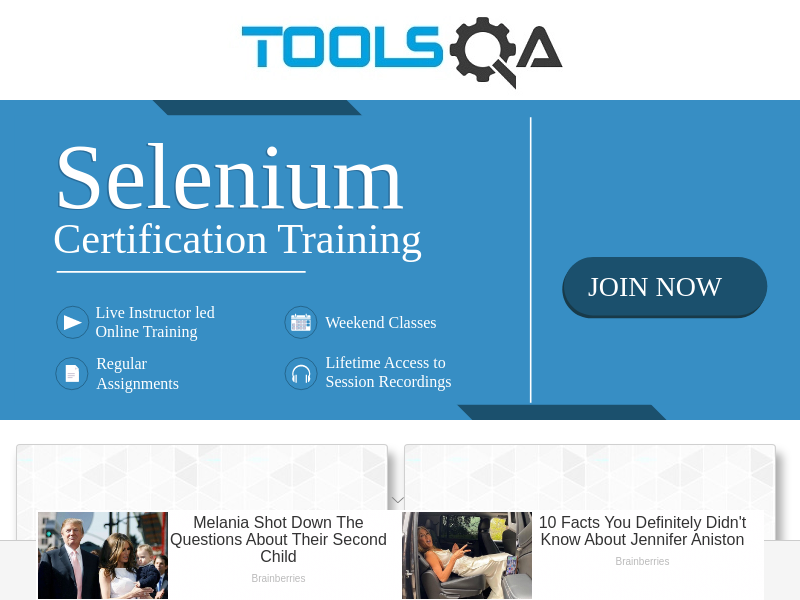 TOOLSQA
Selenium
Certification Training
JOIN NOW
Live Instructor led
Online Training
Weekend Classes
Regular
Assignments
Lifetime Access to
Session Recordings
Melania Shot Down The
Questions About Their Second
Child
Brainberries
10 Facts You Definitely Didn't
Know About Jennifer Aniston
Brainberries